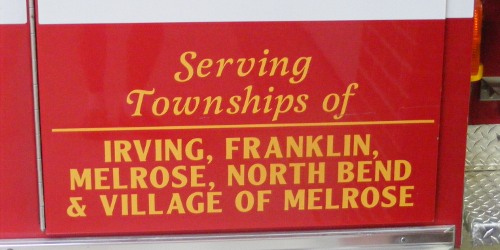 Serving
Townships of
IRVING, FRANKLIN,
MELROSE, NORTH BEND
& VILLAGE OF MELROSE